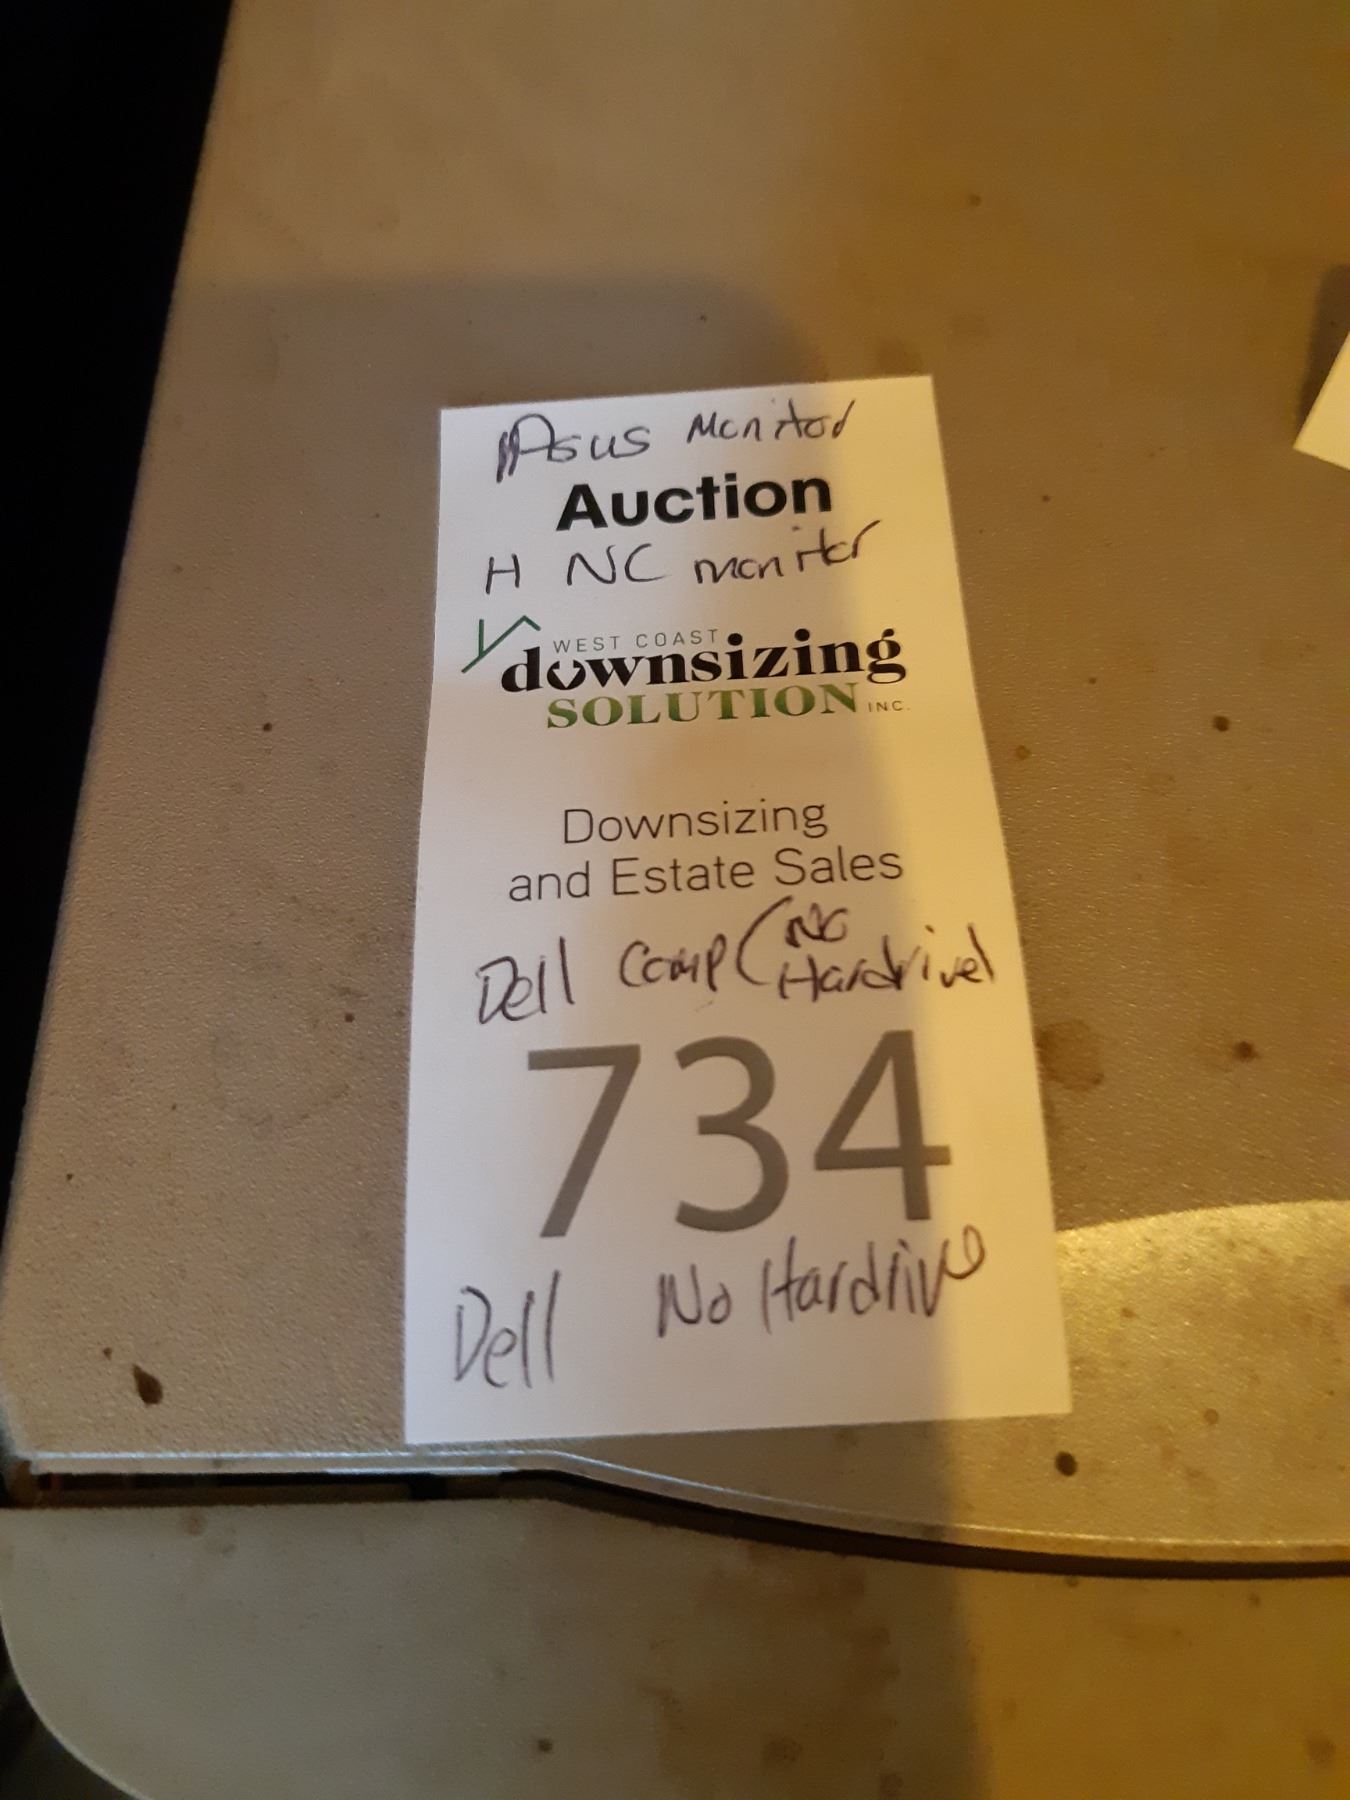 Asus Monitor
Auction
H NC monitor
WEST COAST
downsizing
SOLUTION INC.
Downsizing
and Estate Sales
Dell Comp (No
Hardrive)
734
Dell No Hardrive